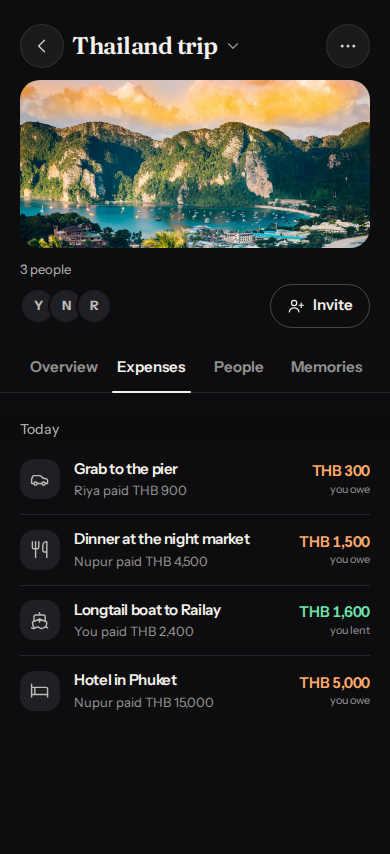 Thailand trip
3 people
Y N R
Invite
Overview Expenses People Memories
Today
Grab to the pier THB 300
Riya paid THB 900 you owe
Dinner at the night market THB 1,500
Nupur paid THB 4,500 you owe
Longtail boat to Railay THB 1,600
You paid THB 2,400 you lent
Hotel in Phuket THB 5,000
Nupur paid THB 15,000 you owe